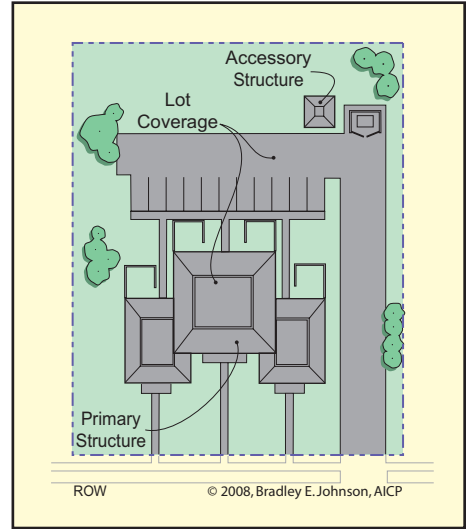 Accessory
Structure
Lot
Coverage
Primary
Structure
ROW
© 2008, Bradley E. Johnson, AICP